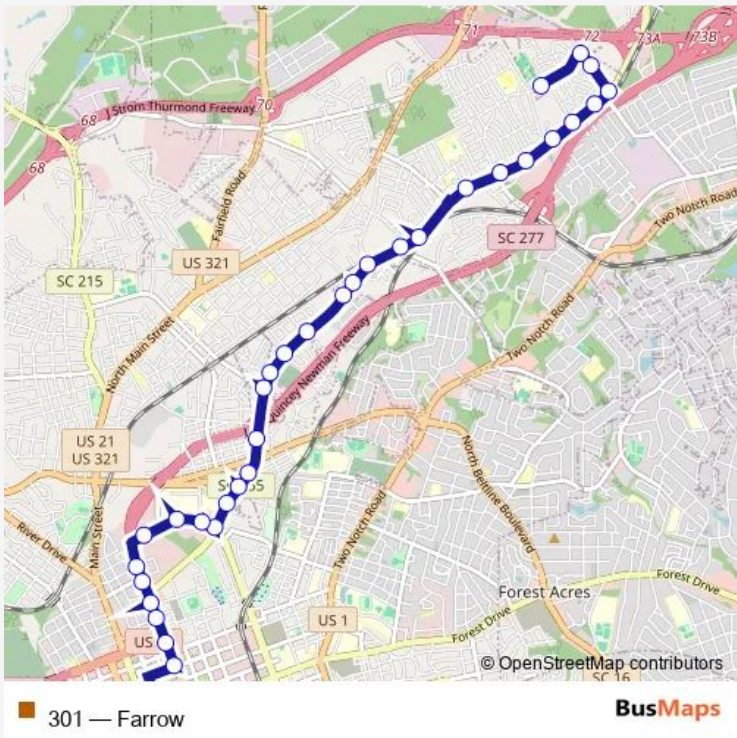 71
72
73A
73B
70
68
J Strom Thurmond Freeway
68
Fairfield Road
Two Notch Road
SC 277
US 321
SC 215
North Main Street
Quincey Newman Freeway
Two Notch Road
US 21
US 321
North Beltline Boulevard
Two Notch Road
River Drive
Main Street
Forest Drive
Forest Acres
US 1
Forest Drive
US
© OpenStreetMap contributors
SC 16
301 — Farrow
BusMaps